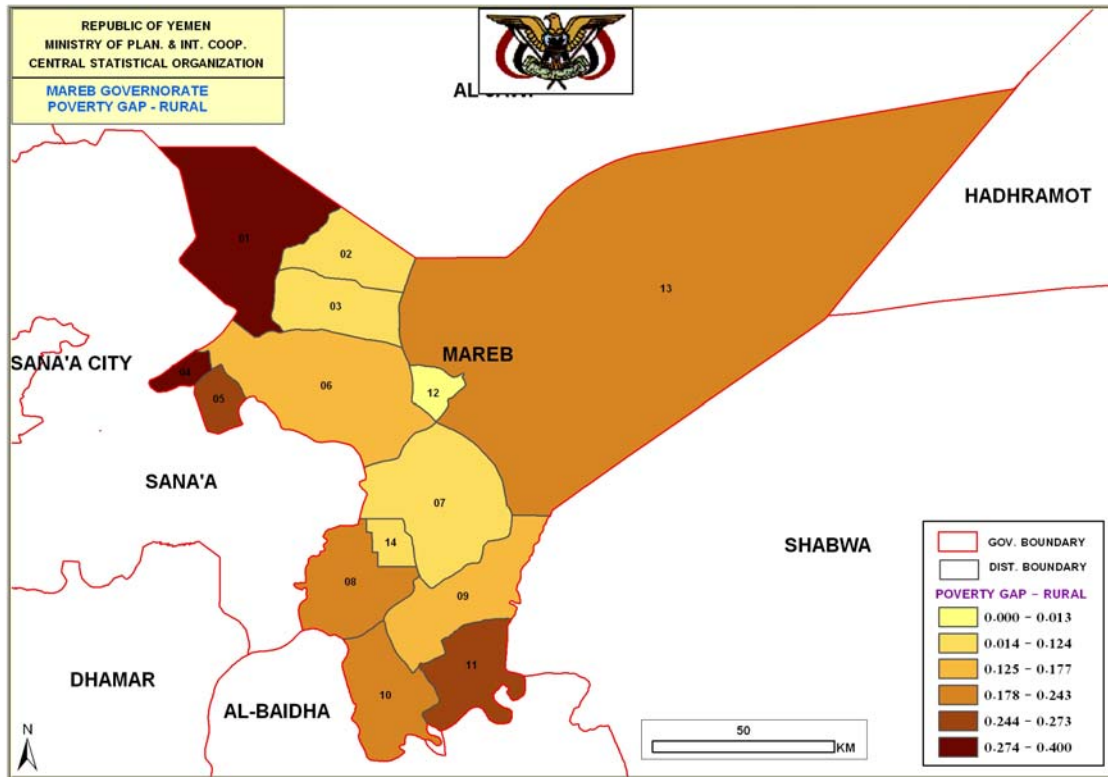 REPUBLIC OF YEMEN
MINISTRY OF PLAN. & INT. COOP.
CENTRAL STATISTICAL ORGANIZATION
MAREB GOVERNORATE
POVERTY GAP - RURAL
HADHRAMOT
01
02
13
03
SANA'A CITY
MAREB
04
06
12
05
SANA'A
07
14
SHABWA
08
09
11
DHAMAR
10
AL-BAIDHA
GOV. BOUNDARY
DIST. BOUNDARY
POVERTY GAP - RURAL
0.000 - 0.013
0.014 - 0.124
0.125 - 0.177
0.178 - 0.243
0.244 - 0.273
0.274 - 0.400
N
50
KM